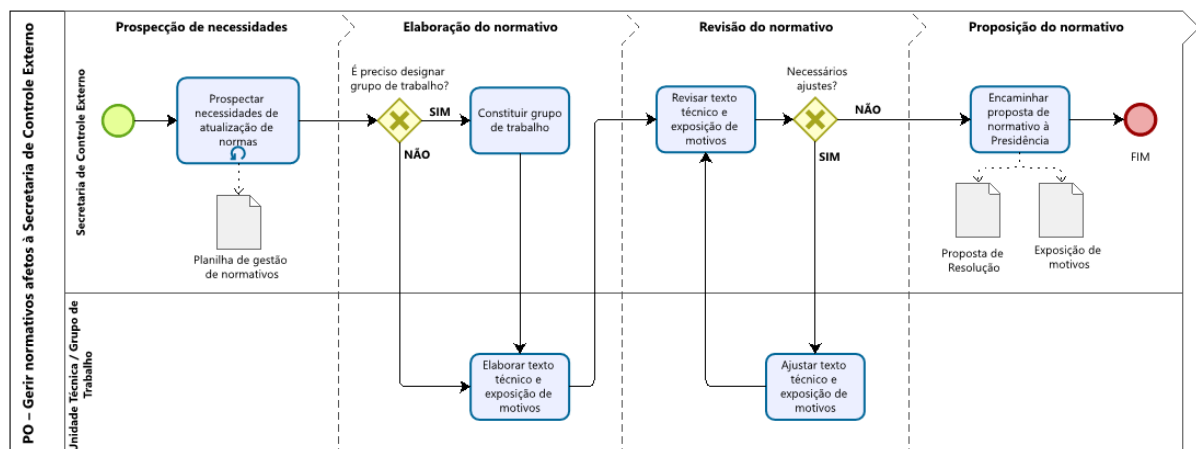 PO – Gerir normativos afetos à Secretaria de Controle Externo
Prospecção de necessidades
Elaboração do normativo
Revisão do normativo
Proposição do normativo
Secretaria de Controle Externo
Prospectar
necessidades de
atualização de
normas
Planilha de gestão
de normativos
É preciso designar
grupo de trabalho?
SIM
NÃO
Constituir grupo
de trabalho
Revisar texto
técnico e
exposição de
motivos
Necessários
ajustes?
NÃO
SIM
Encaminhar
proposta de
normativo à
Presidência
FIM
Proposta de
Resolução
Exposição de
motivos
Unidade Técnica / Grupo de
Trabalho
Elaborar texto
técnico e
exposição de
motivos
Ajustar texto
técnico e
exposição de
motivos